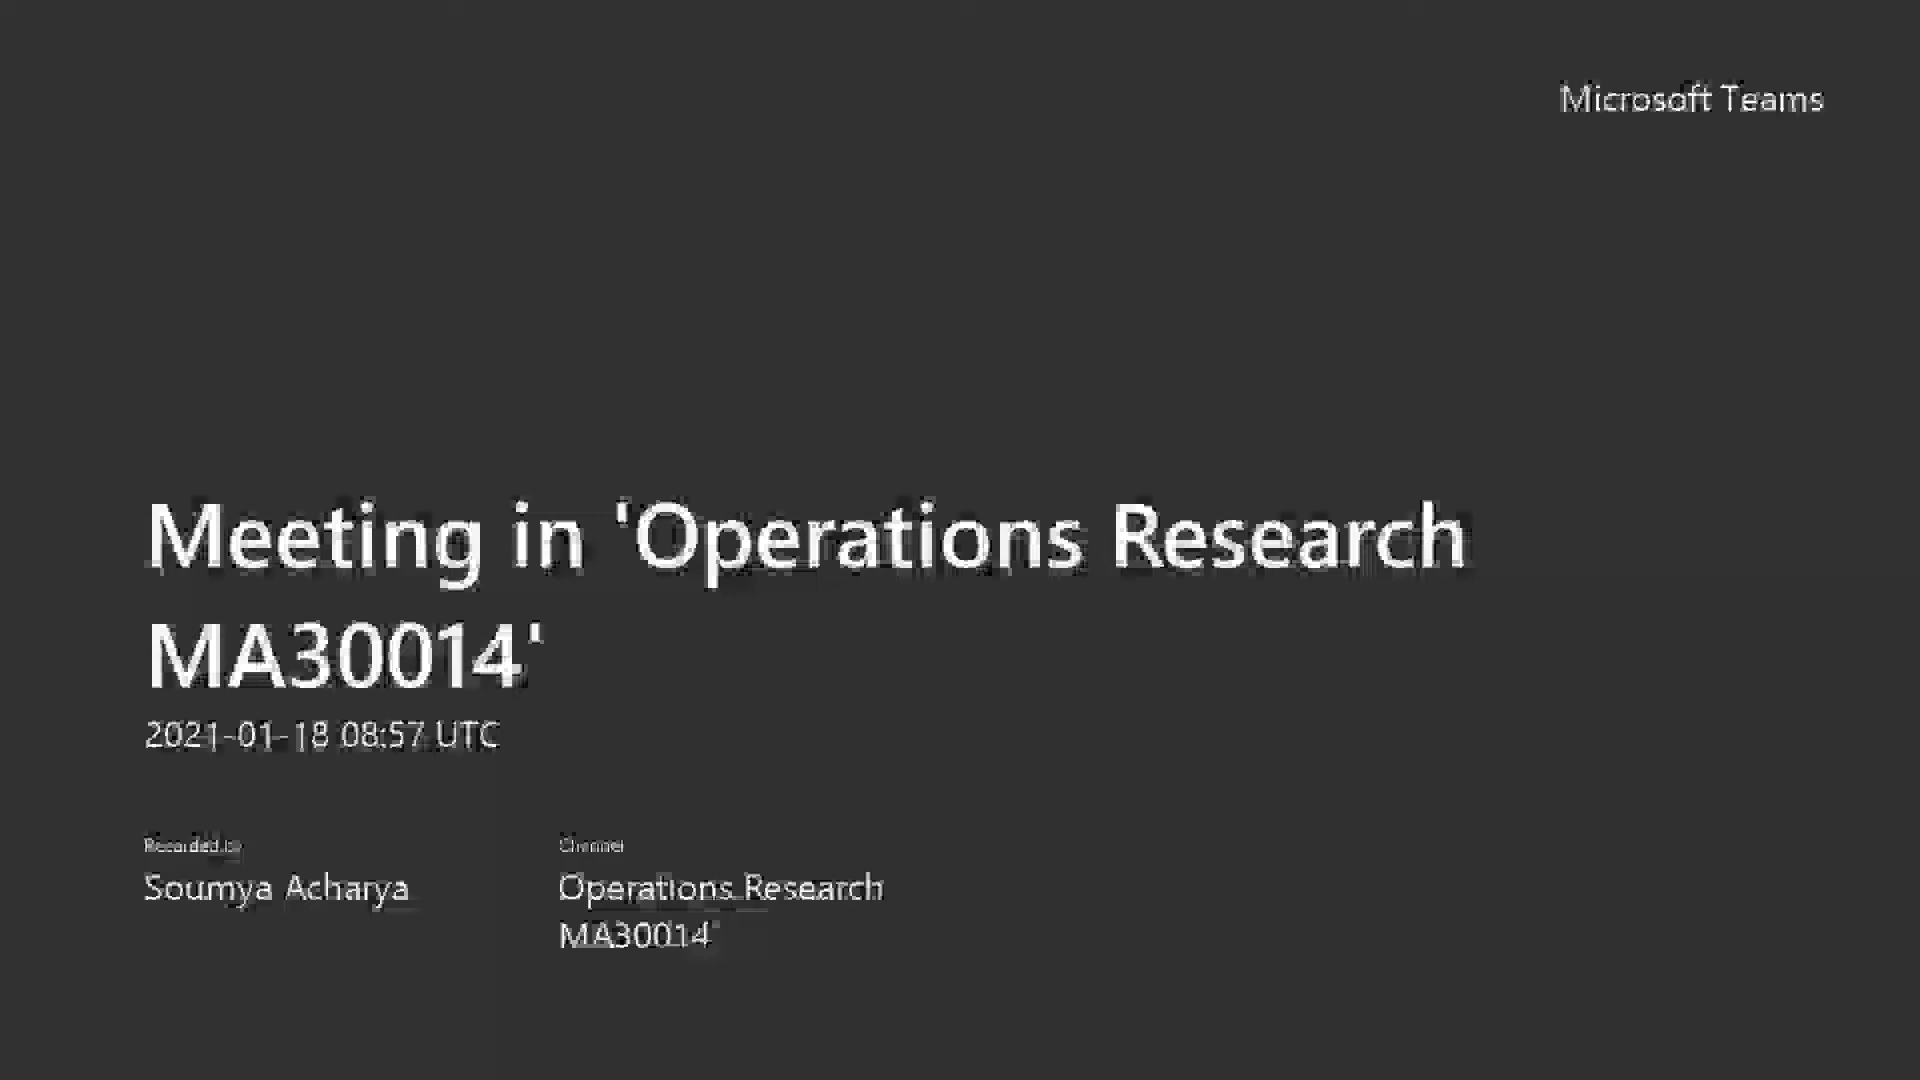 Microsoft Teams
Meeting in 'Operations Research
MA30014'
2021-01-18 08:57 UTC
Recorded by
Soumya Acharya
Channel
Operations Research
MA30014